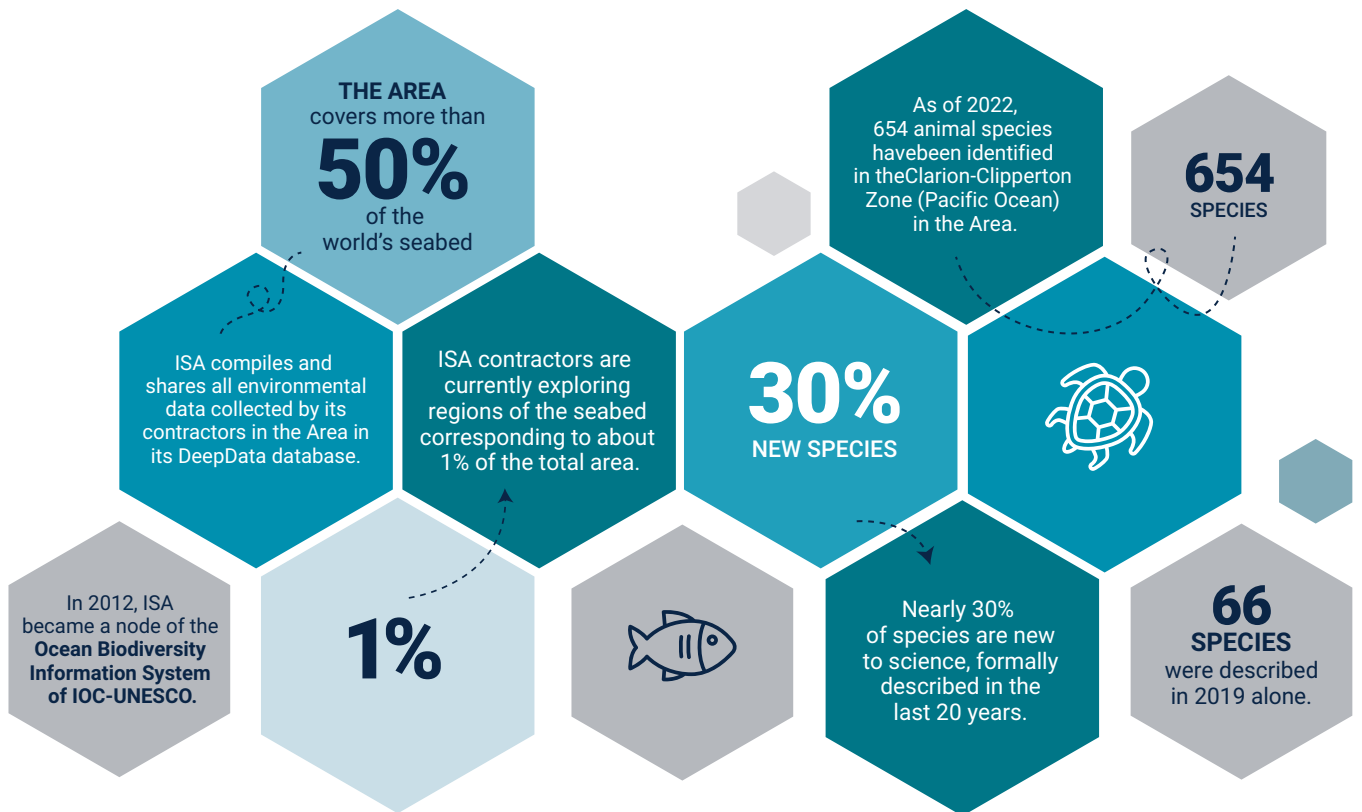 THE AREA
covers more than
50%
of the
world's seabed
ISA compiles and
shares all environmental
data collected by its
contractors in the Area in
its DeepData database.
ISA contractors are
currently exploring
regions of the seabed
corresponding to about
1% of the total area.
In 2012, ISA
became a node of the
Ocean Biodiversity
Information System
of IOC-UNESCO.
1%
As of 2022,
654 animal species
havebeen identified
in theClarion-Clipperton
Zone (Pacific Ocean)
in the Area.
654
SPECIES
30%
NEW SPECIES
Nearly 30%
of species are new
to science, formally
described in the
last 20 years.
66
SPECIES
were described
in 2019 alone.